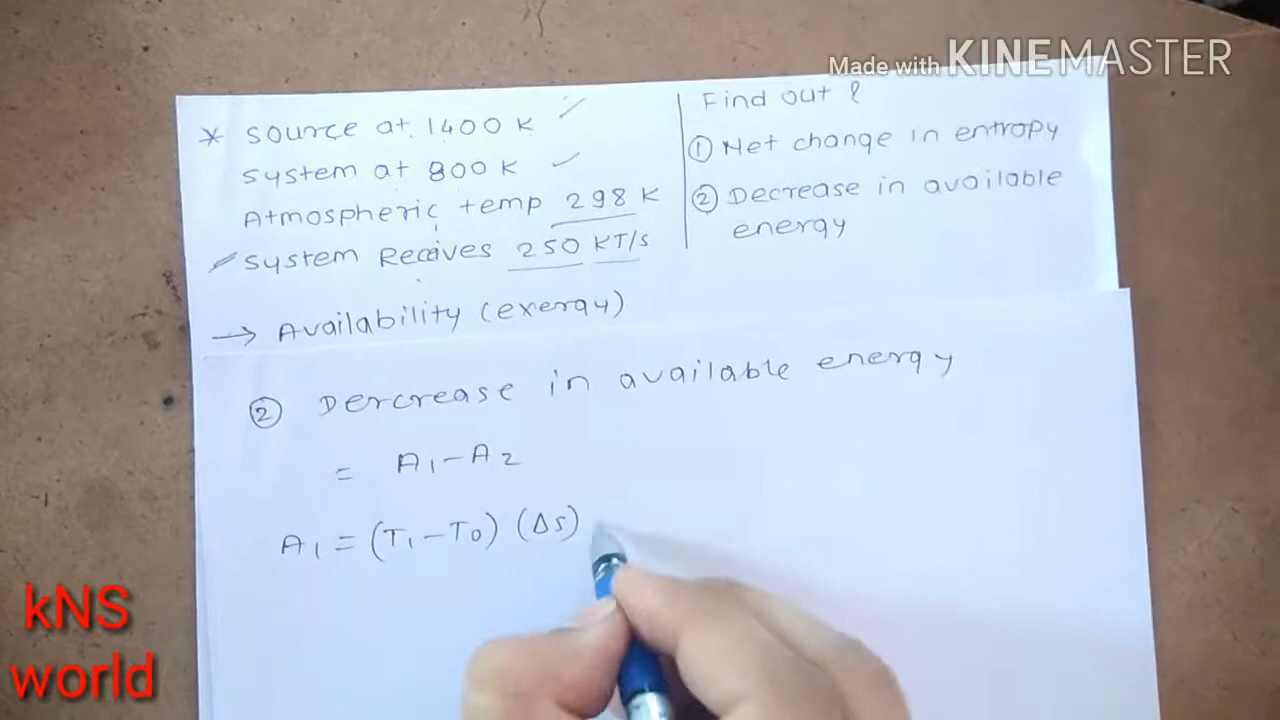 Made with KINEMASTER
* Source at 1400 K
System at 800 K
Atmospheric temp 298 K
System Receives 250 KT/s
Find out ?
① Net change in entropy
② Decrease in available
energy
→ Availability (exergy)
② Dercrease in available energy
= A1 - A2
A1 = (T1 - T0) (Δs)
kNS
world